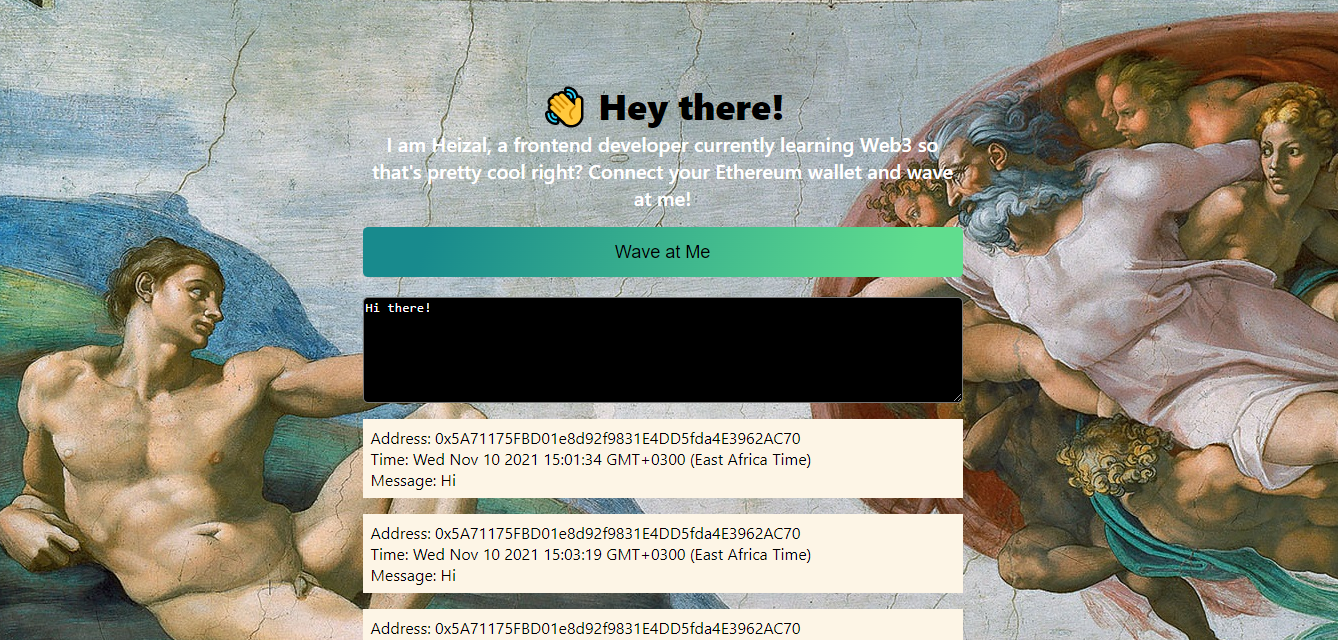 👋 Hey there!
I am Heizal, a frontend developer currently learning Web3 so
that's pretty cool right? Connect your Ethereum wallet and wave
at me!
Wave at Me
Hi there!
Address: 0x5A71175FBD01e8d92f9831E4DD5fda4E3962AC70
Time: Wed Nov 10 2021 15:01:34 GMT+0300 (East Africa Time)
Message: Hi
Address: 0x5A71175FBD01e8d92f9831E4DD5fda4E3962AC70
Time: Wed Nov 10 2021 15:03:19 GMT+0300 (East Africa Time)
Message: Hi
Address: 0x5A71175FBD01e8d92f9831E4DD5fda4E3962AC70